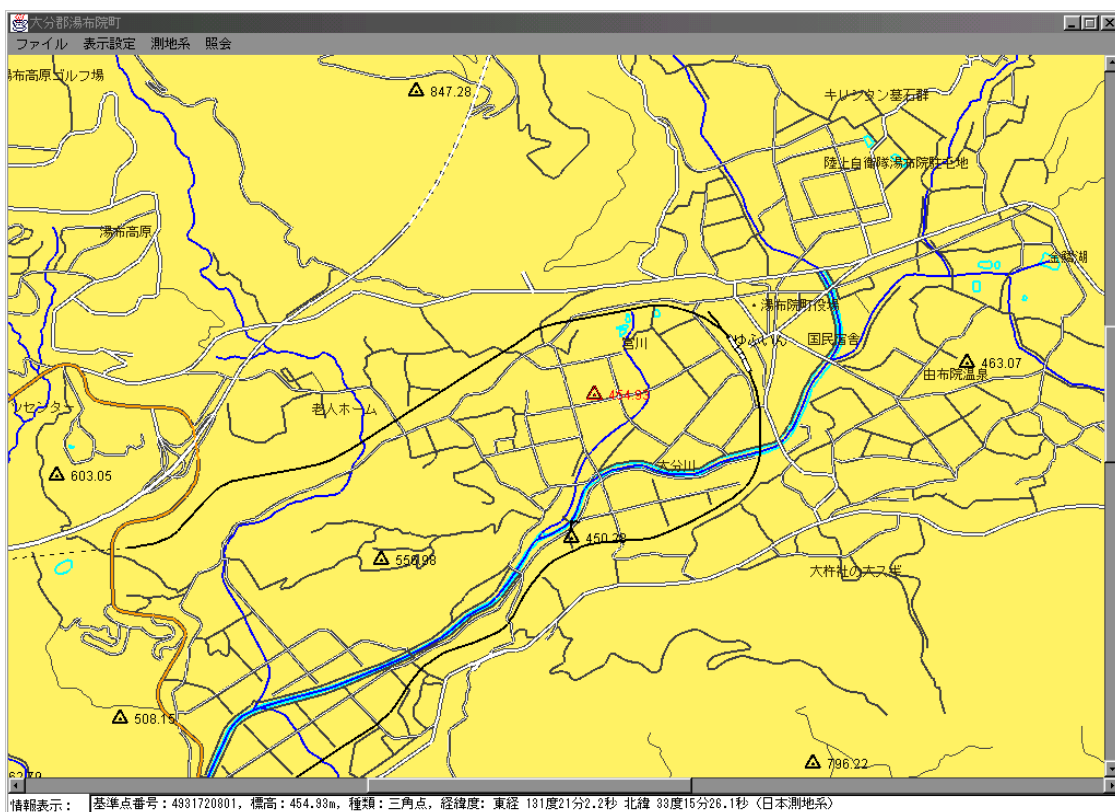 大分郡湯布院町
ファイル 表示設定 測地系 照会
湯布高原ゴルフ場
847.28
キリシタン墓石群
陸上自衛隊湯布院駐屯地
湯布高原
金鱗湖
・湯布院町役場
宮川
ゆふいん
国民宿舎
463.07
由布院温泉
454.93
老人ホーム
ンセンター
603.05
大分川
450.28
558.98
大杵社の大スギ
508.15
796.22
62.79
情報表示: 基準点番号:4931720801, 標高:454.93m, 種類:三角点, 経緯度: 東経 131度21分2.2秒 北緯 33度15分26.1秒 (日本測地系)